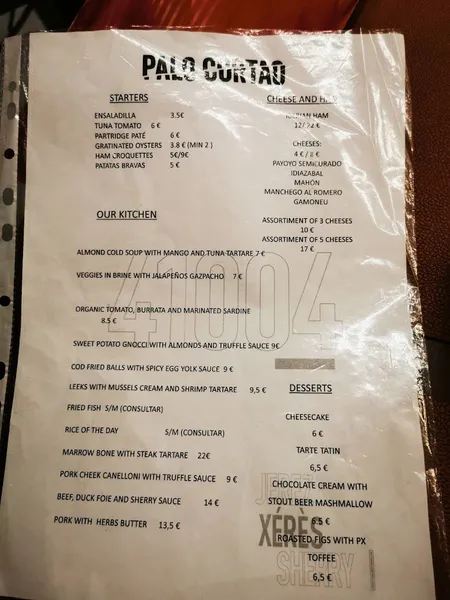 PALO CORTAO
STARTERS
ENSALADILLA 3.5€
TUNA TOMATO 6 €
PARTRIDGE PATÉ 6 €
GRATINATED OYSTERS 3.8 € (MIN 2 )
HAM CROQUETTES 5€/9€
PATATAS BRAVAS 5 €
CHEESE AND HAM
IBERIAN HAM
12/22 €
CHEESES:
4 € / 8 €
PAYOYO SEMICURADO
IDIAZABAL
MAHÓN
MANCHEGO AL ROMERO
GAMONEU
ASSORTMENT OF 3 CHEESES
10 €
ASSORTMENT OF 5 CHEESES
17 €
OUR KITCHEN
ALMOND COLD SOUP WITH MANGO AND TUNA TARTARE 7 €
VEGGIES IN BRINE WITH JALAPEÑOS GAZPACHO 7 €
41004
ORGANIC TOMATO, BURRATA AND MARINATED SARDINE
8.5 €
SWEET POTATO GNOCCI WITH ALMONDS AND TRUFFLE SAUCE 9€
COD FRIED BALLS WITH SPICY EGG YOLK SAUCE 9 €
LEEKS WITH MUSSELS CREAM AND SHRIMP TARTARE 9,5 €
FRIED FISH S/M (CONSULTAR)
RICE OF THE DAY S/M (CONSULTAR)
MARROW BONE WITH STEAK TARTARE 22€
PORK CHEEK CANELLONI WITH TRUFFLE SAUCE 9 €
BEEF, DUCK FOIE AND SHERRY SAUCE 14 €
PORK WITH HERBS BUTTER 13,5 €
DESSERTS
CHEESECAKE
6 €
TARTE TATIN
6,5 €
CHOCOLATE CREAM WITH
STOUT BEER MASHMALLOW
6.5 €
ROASTED FIGS WITH PX
TOFFEE
6,5 €
JEREZ
XÉRÈS
SHERRY